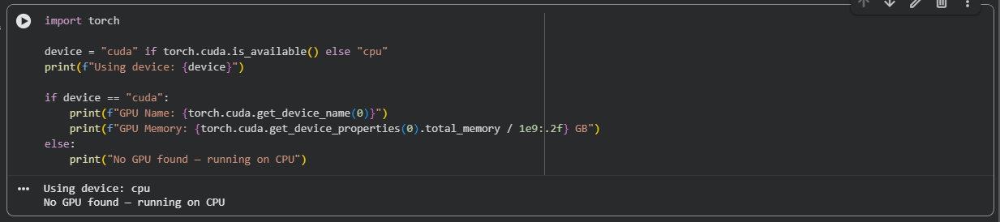 import torch

device = "cuda" if torch.cuda.is_available() else "cpu"
print(f"Using device: {device}")

if device == "cuda":
    print(f"GPU Name: {torch.cuda.get_device_name(0)}")
    print(f"GPU Memory: {torch.cuda.get_device_properties(0).total_memory / 1e9:.2f} GB")
else:
    print("No GPU found — running on CPU")
Using device: cpu
No GPU found — running on CPU